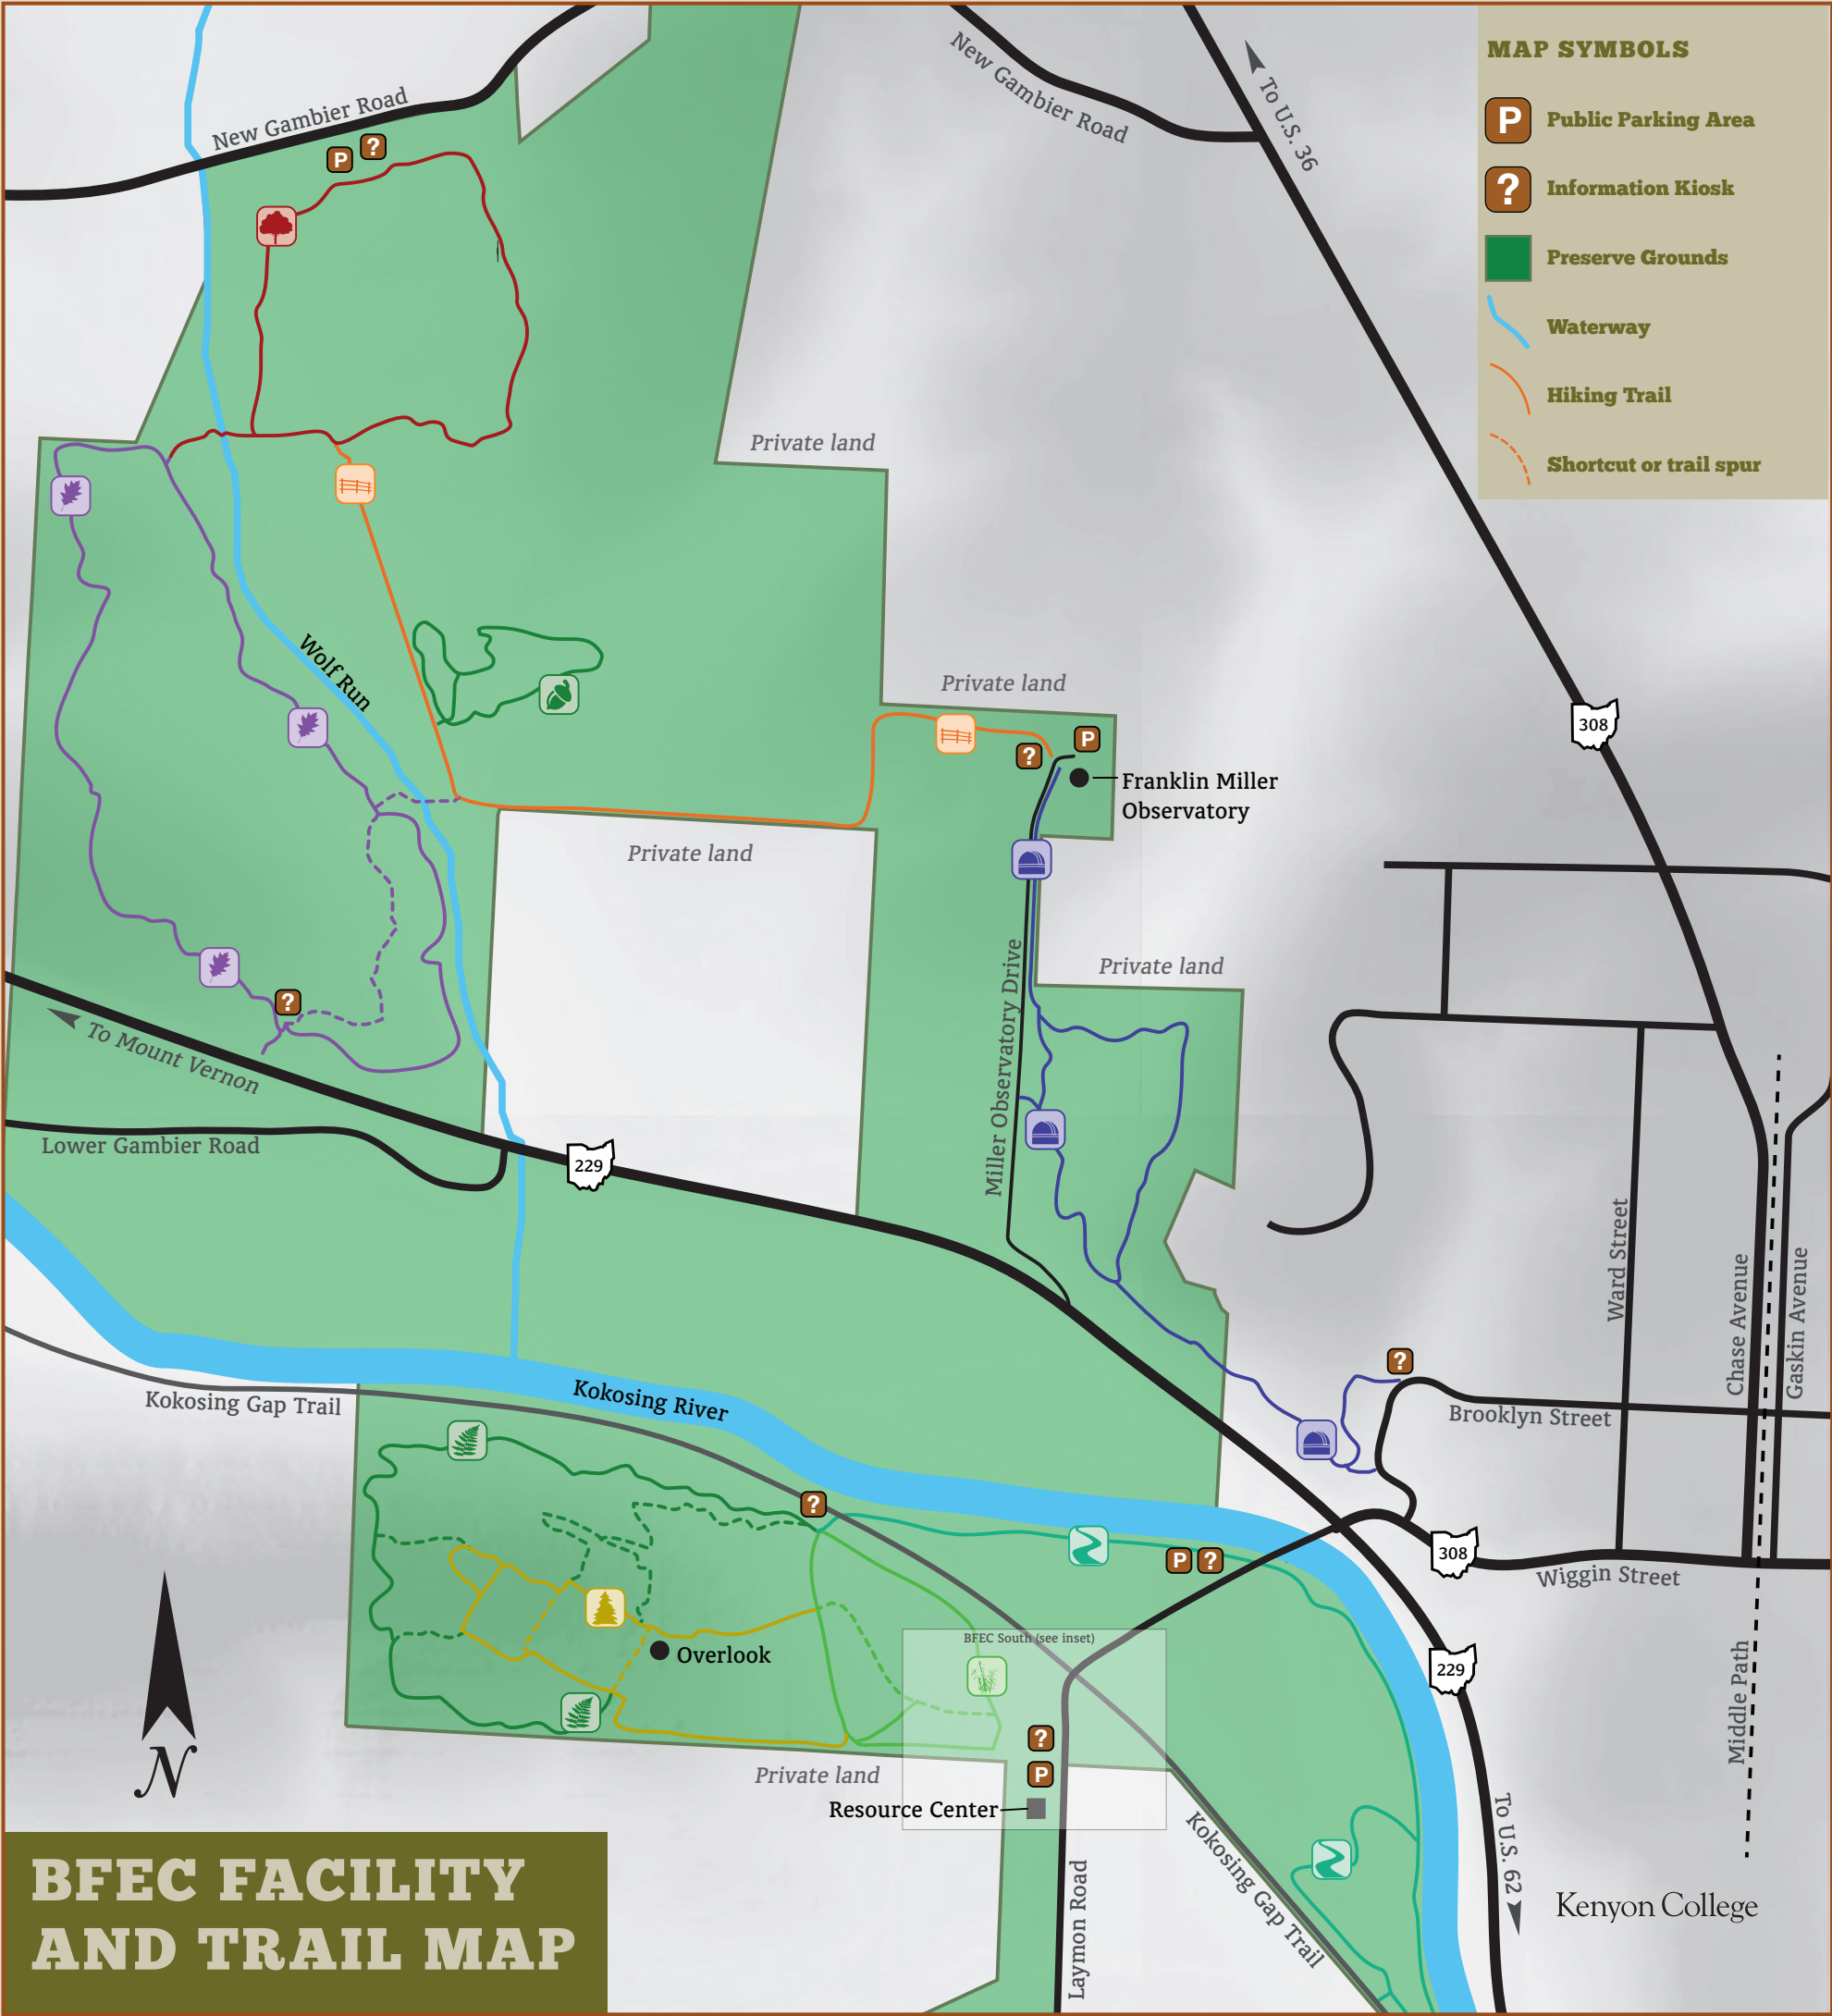 New Gambier Road
New Gambier Road
To U.S. 36
MAP SYMBOLS
P Public Parking Area
? Information Kiosk
Preserve Grounds
Waterway
Hiking Trail
Shortcut or trail spur
P ?
Private land
Wolf Run
Private land
308
P
?
Franklin Miller
Observatory
Private land
Private land
?
To Mount Vernon
Miller Observatory Drive
Lower Gambier Road
229
Ward Street
Chase Avenue
Gaskin Avenue
?
Kokosing River
Kokosing Gap Trail
Brooklyn Street
?
P ?
308
Wiggin Street
BFEC South (see inset)
Overlook
229
Middle Path
?
P
Private land
Resource Center
N
Kokosing Gap Trail
To U.S. 62
Laymon Road
BFEC FACILITY
AND TRAIL MAP
Kenyon College